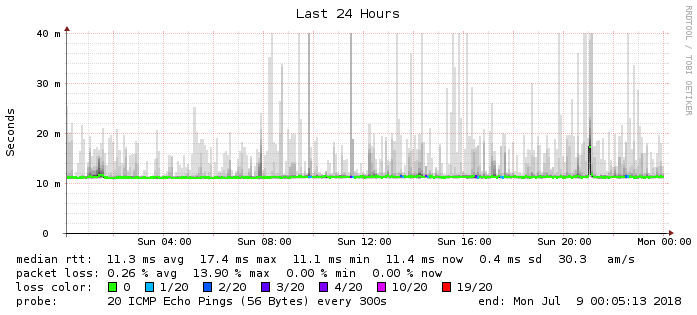 Last 24 Hours
RRDTOOL / TOBI OETIKER
Seconds
40 m
30 m
20 m
10 m
0
Sun 04:00 Sun 08:00 Sun 12:00 Sun 16:00 Sun 20:00 Mon 00:00
median rtt: 11.3 ms avg 17.4 ms max 11.1 ms min 11.4 ms now 0.4 ms sd 30.3 am/s
packet loss: 0.26 % avg 13.90 % max 0.00 % min 0.00 % now
loss color: 0 1/20 2/20 3/20 4/20 10/20 19/20
probe: 20 ICMP Echo Pings (56 Bytes) every 300s end: Mon Jul 9 00:05:13 2018